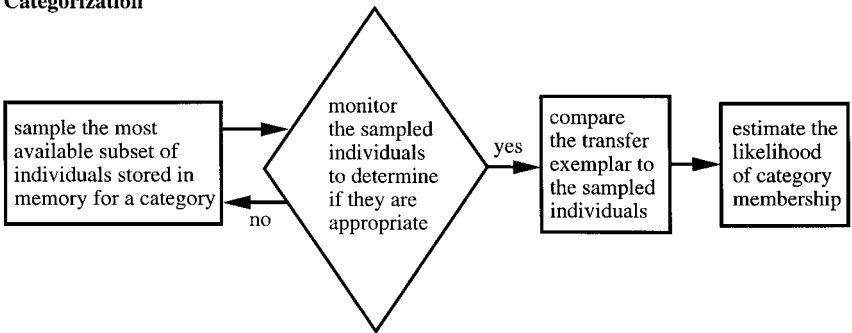 Categorization
sample the most
available subset of
individuals stored in
memory for a category
no
monitor
the sampled
individuals
to determine
if they are
appropriate
yes
compare
the transfer
exemplar to
the sampled
individuals
estimate the
likelihood
of category
membership